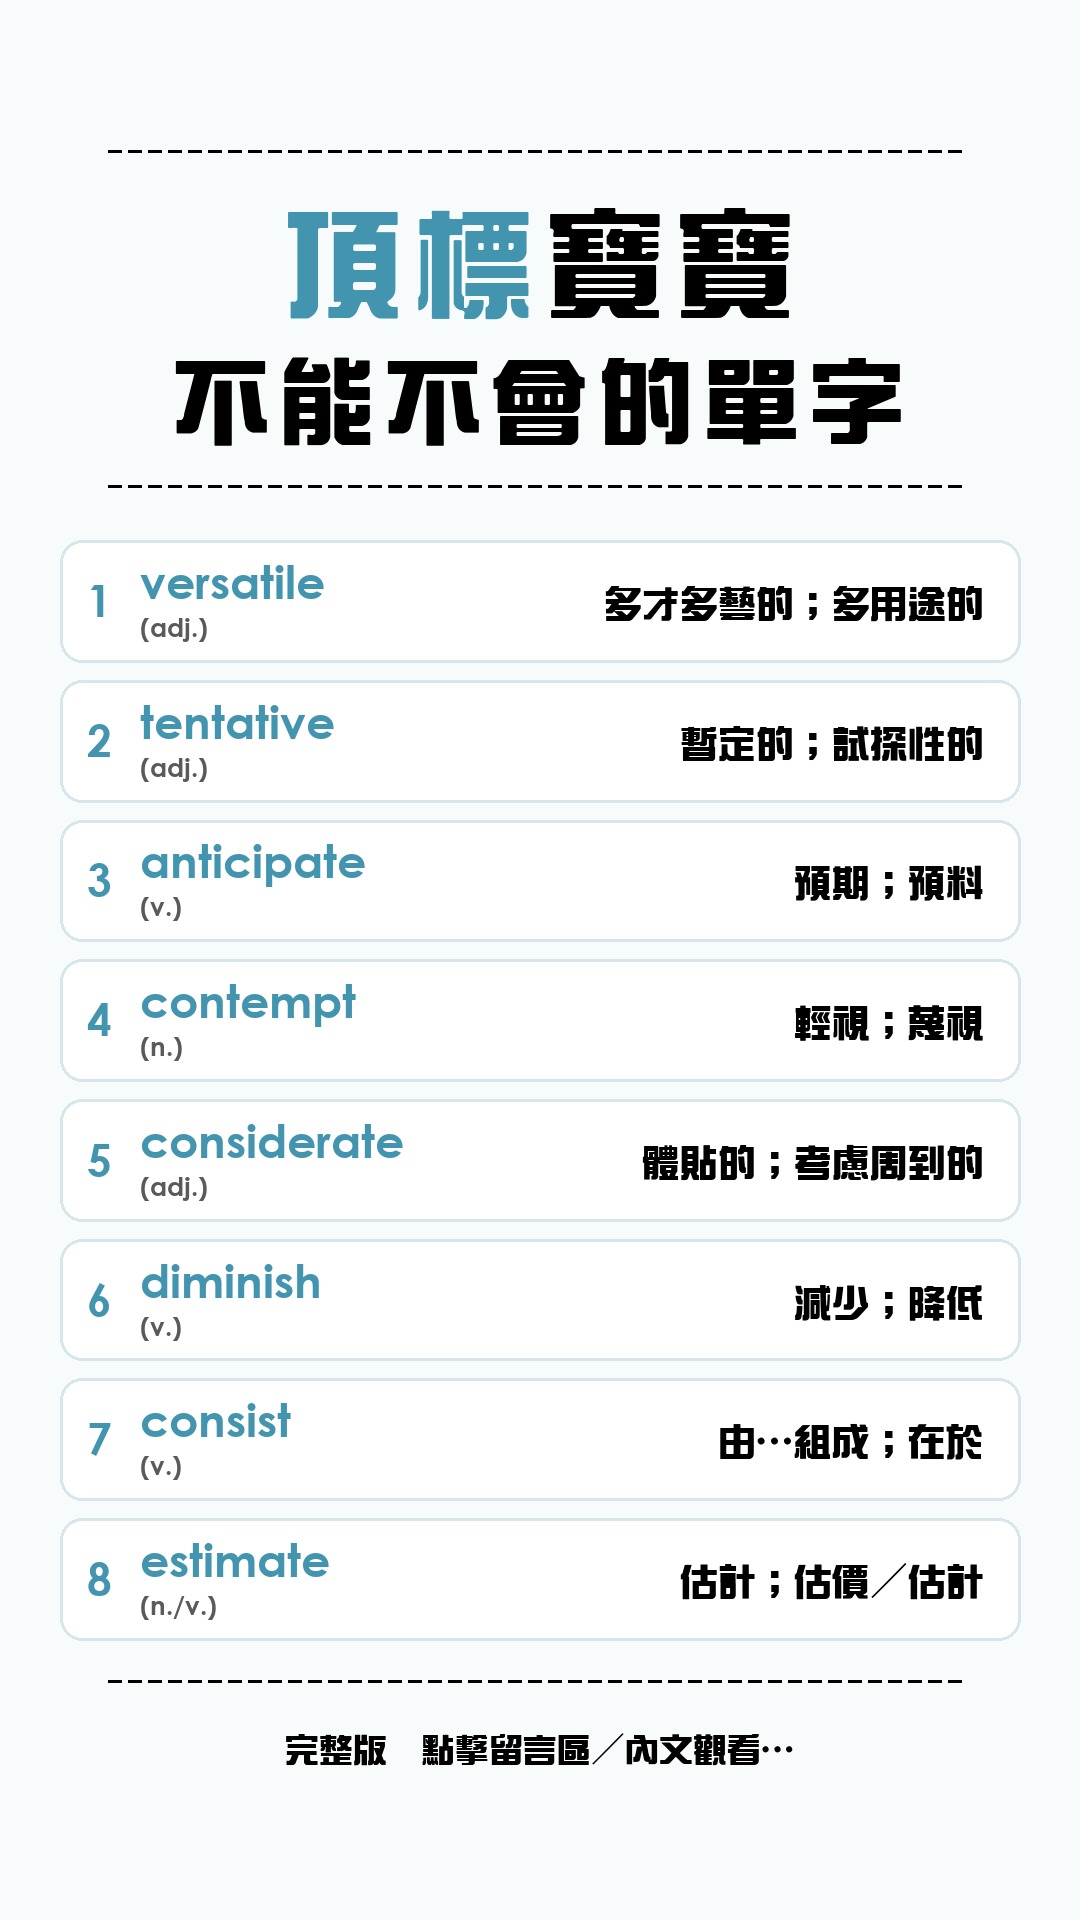 頂標寶寶
不能不會的單字
1 versatile 多才多藝的；多用途的
(adj.)
2 tentative 暫定的；試探性的
(adj.)
3 anticipate 預期；預料
(v.)
4 contempt 輕視；蔑視
(n.)
5 considerate 體貼的；考慮周到的
(adj.)
6 diminish 減少；降低
(v.)
7 consist 由…組成；在於
(v.)
8 estimate 估計；估價／估計
(n./v.)
完整版　點擊留言區／內文觀看…